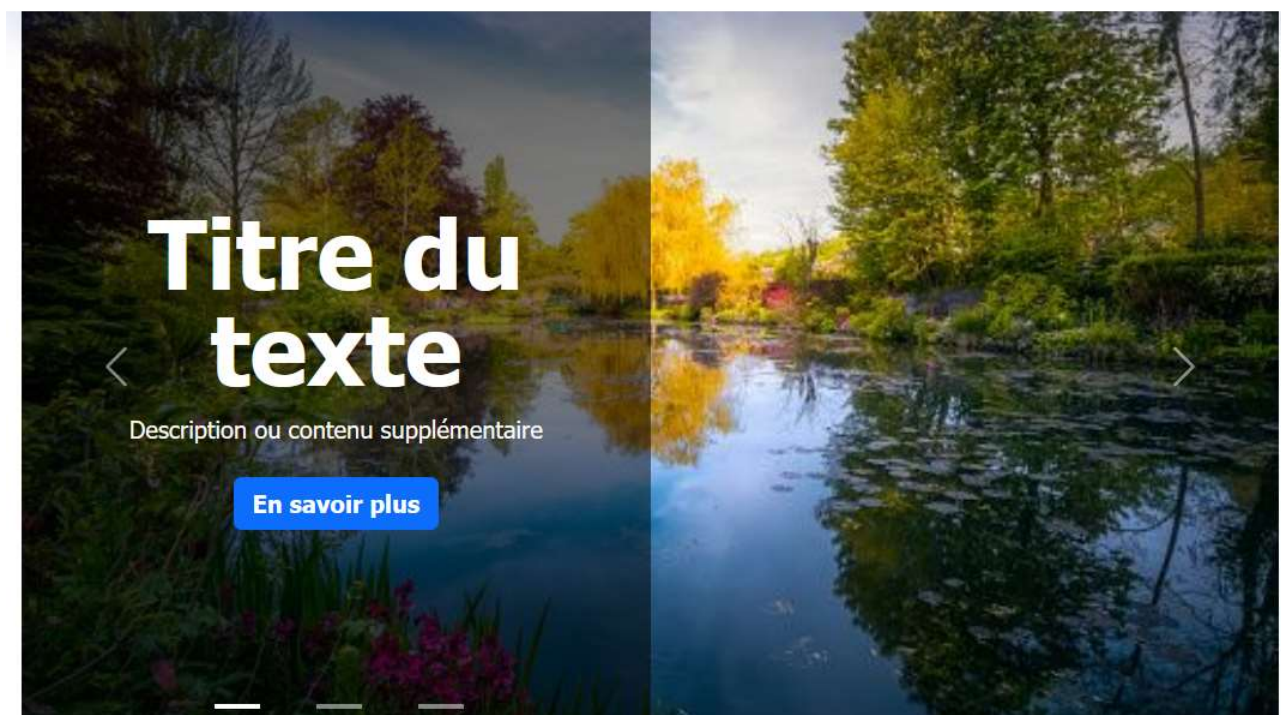 Titre du
texte
Description ou contenu supplémentaire
En savoir plus